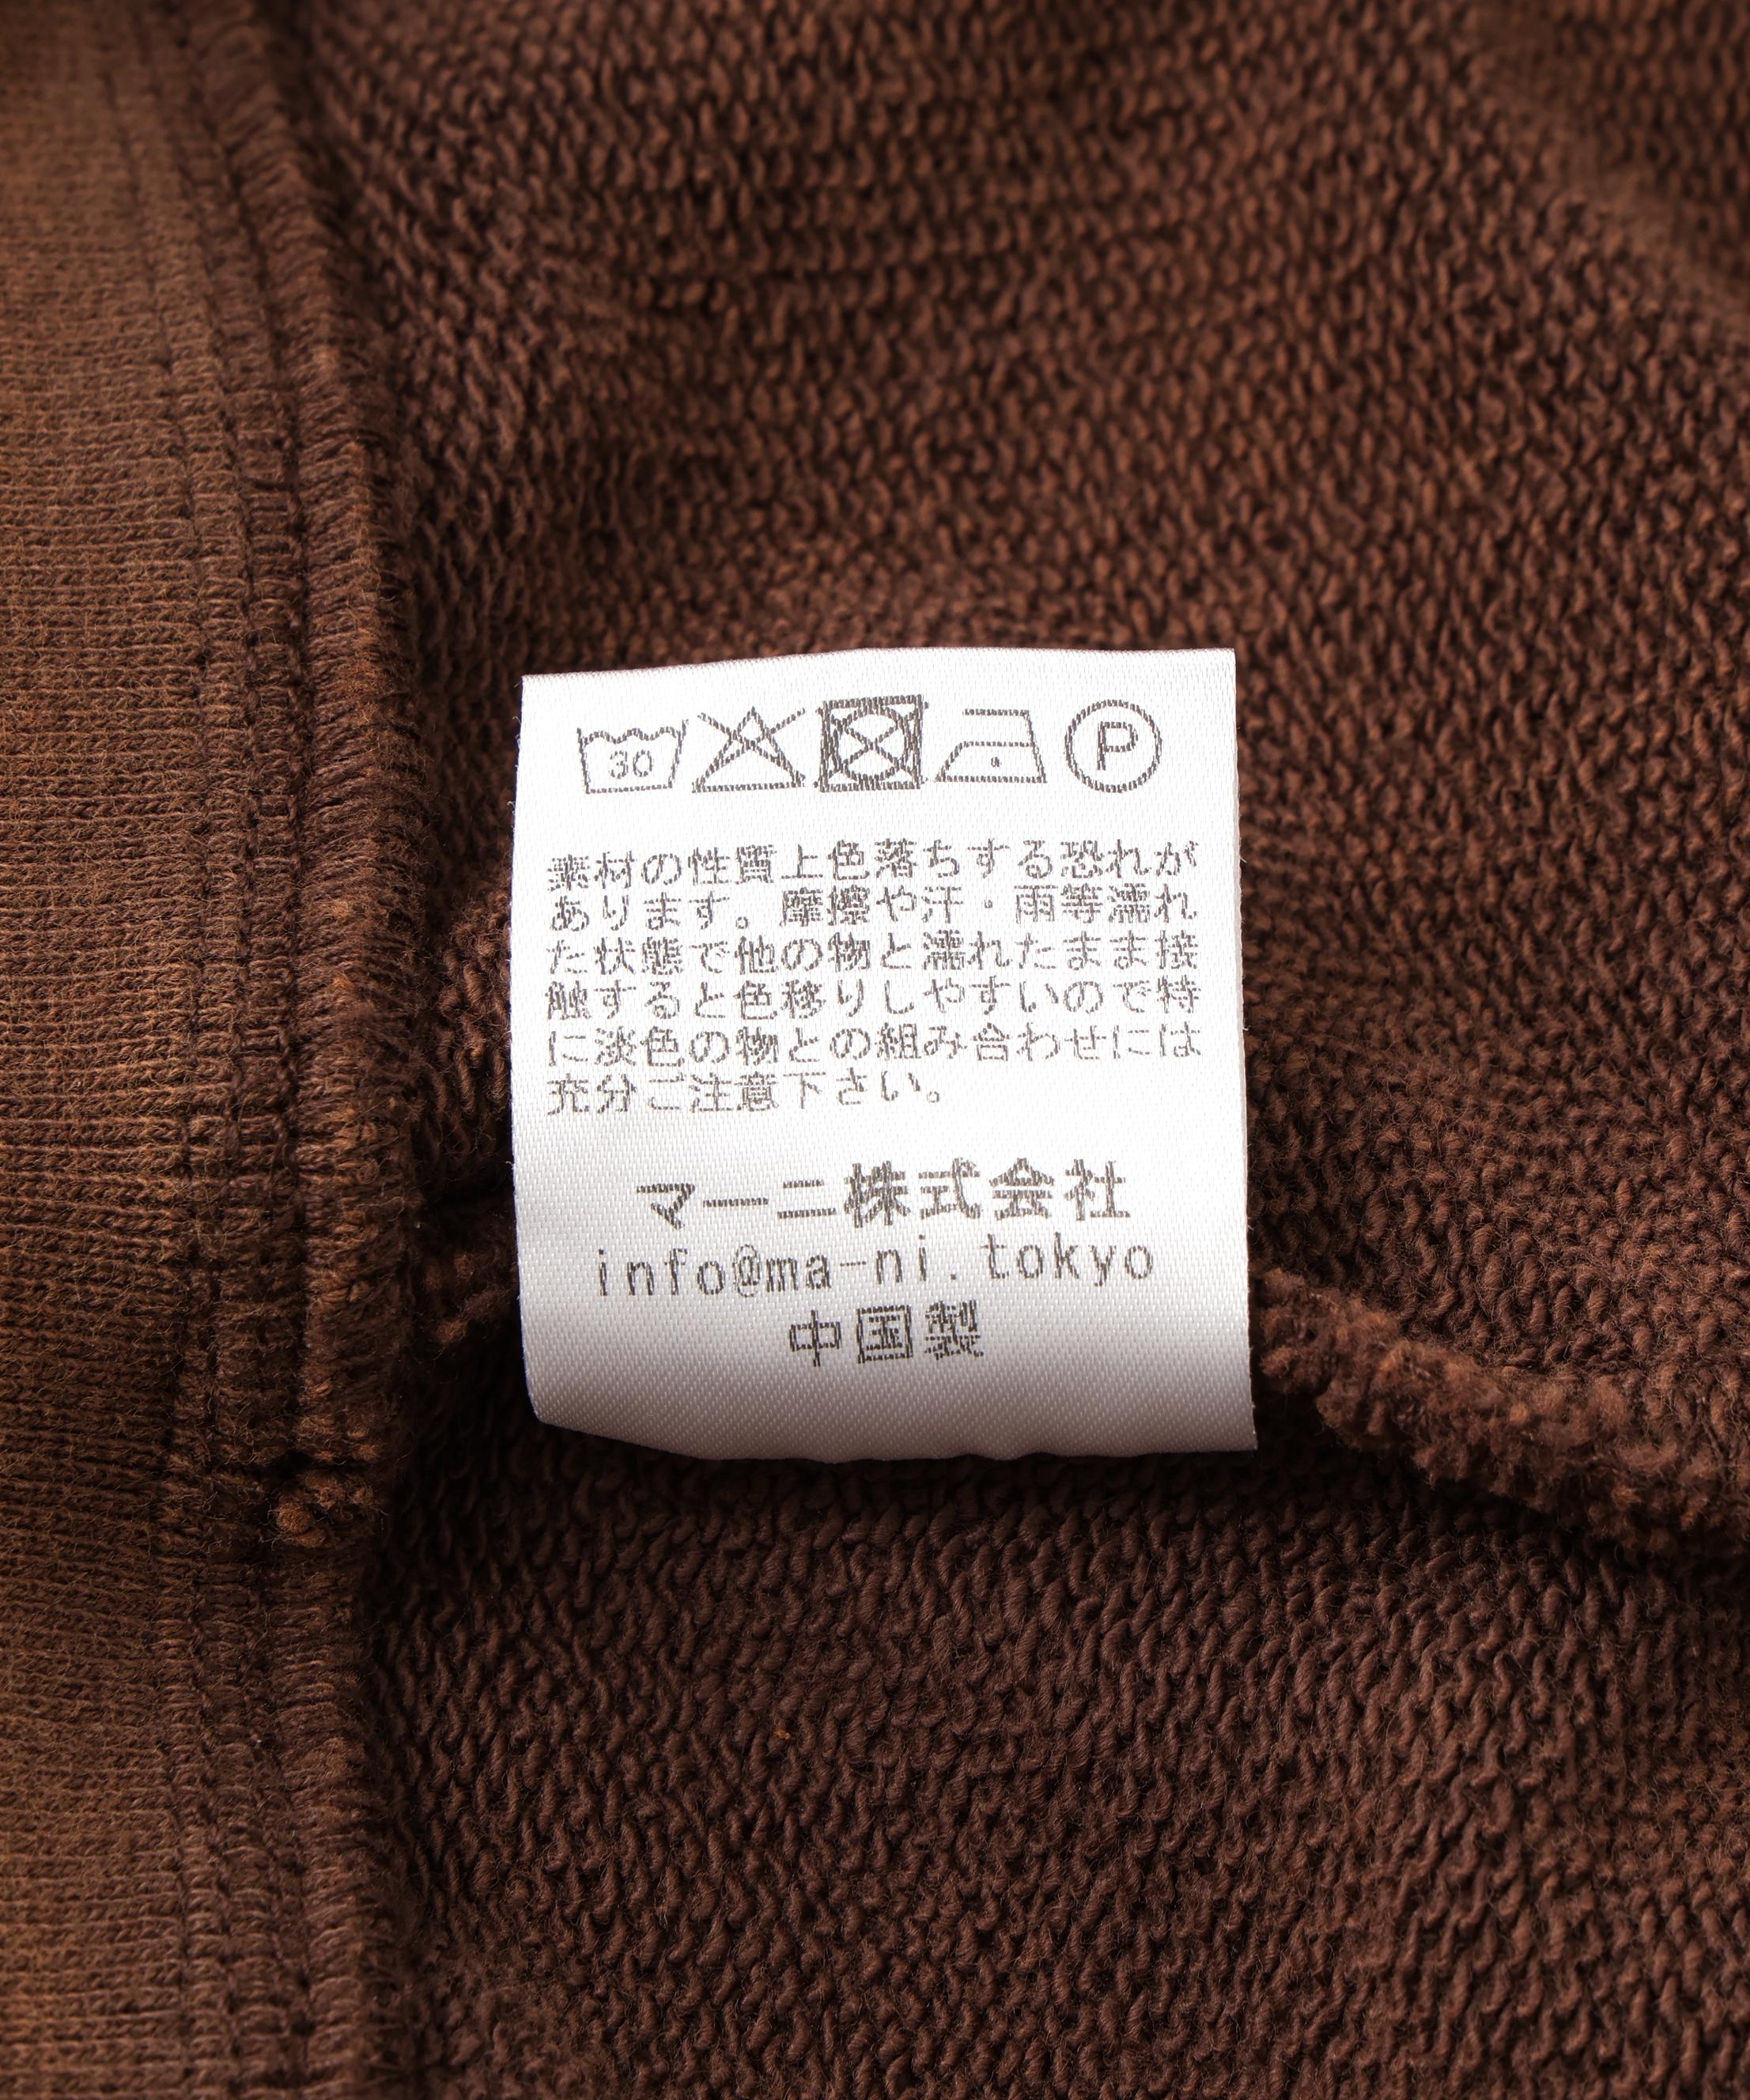 30
P
素材の性質上色落ちする恐れが
あります。摩擦や汗・雨等濡れ
た状態で他の物と濡れたまま接
触すると色移りしやすいので特
に淡色の物との組み合わせには
充分ご注意下さい。
マーニ株式会社
info@ma-ni.tokyo
中国製